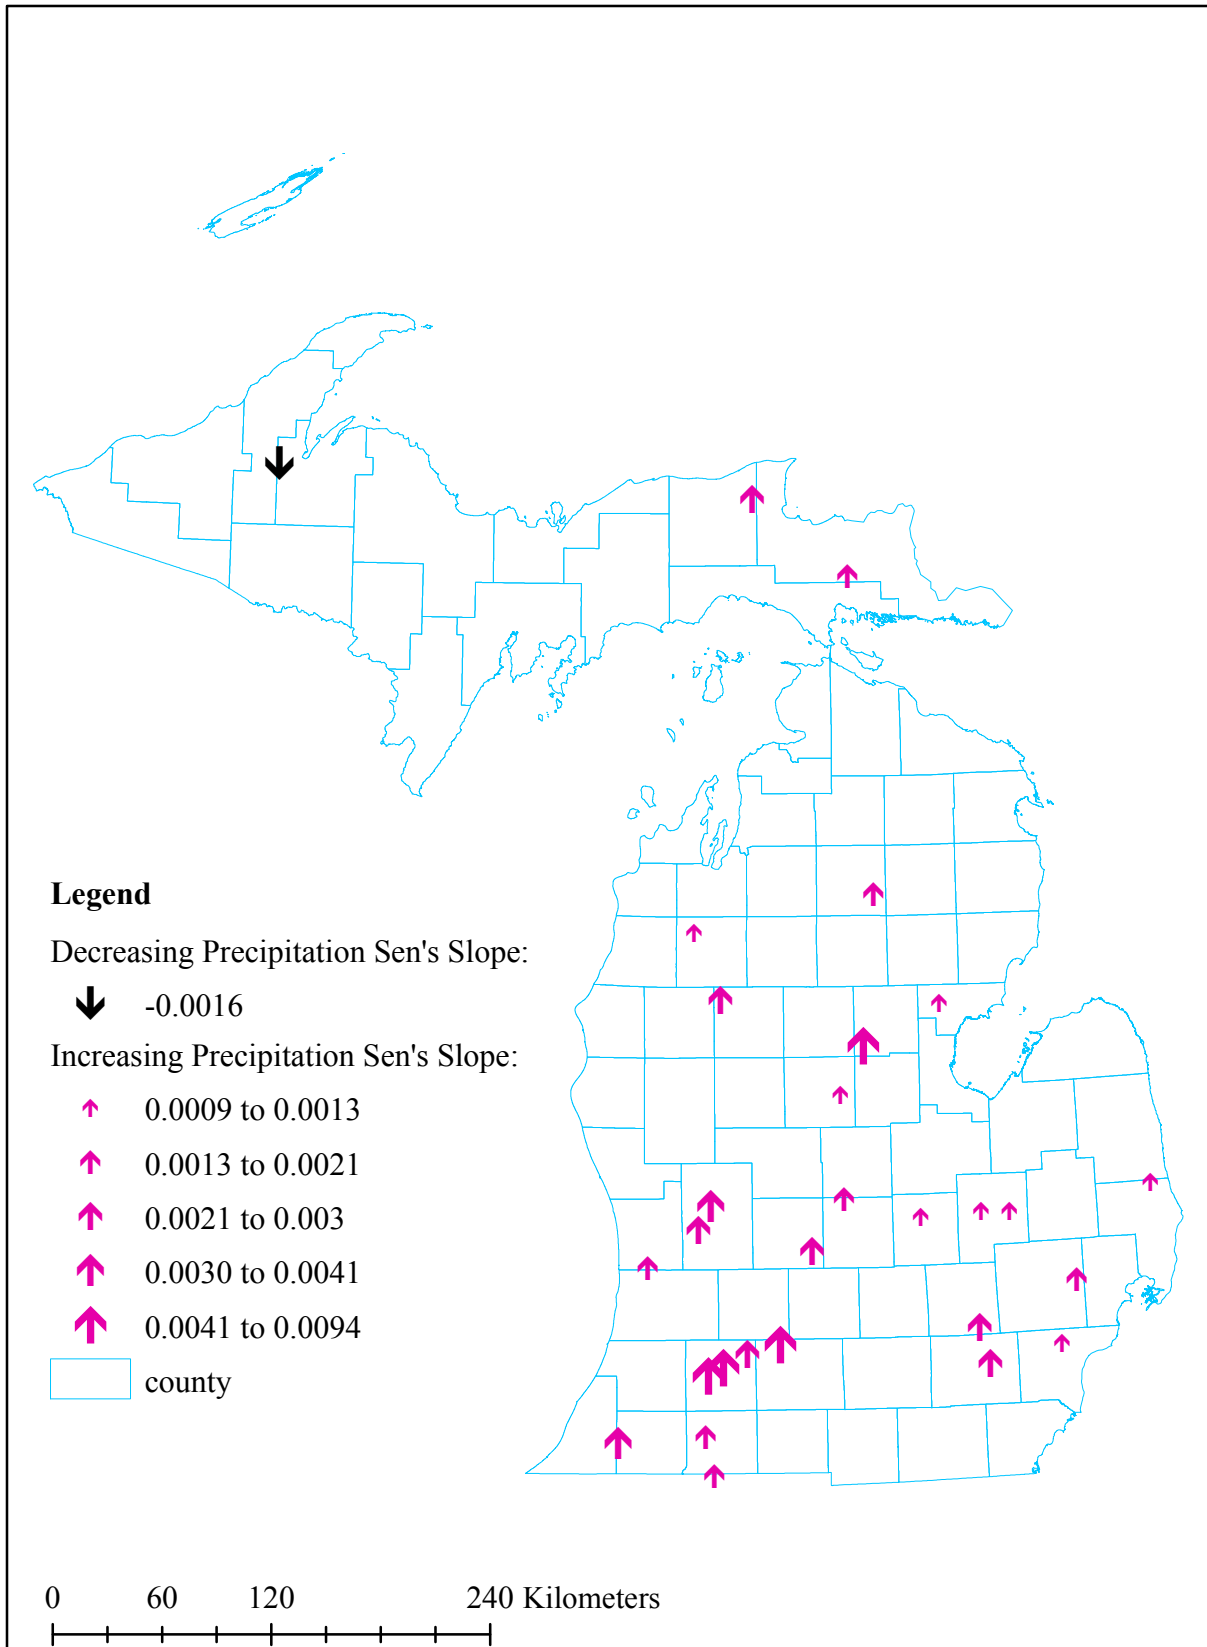 Legend
Decreasing Precipitation Sen's Slope:
-0.0016
Increasing Precipitation Sen's Slope:
0.0009 to 0.0013
0.0013 to 0.0021
0.0021 to 0.003
0.0030 to 0.0041
0.0041 to 0.0094
county
0 60 120 240 Kilometers